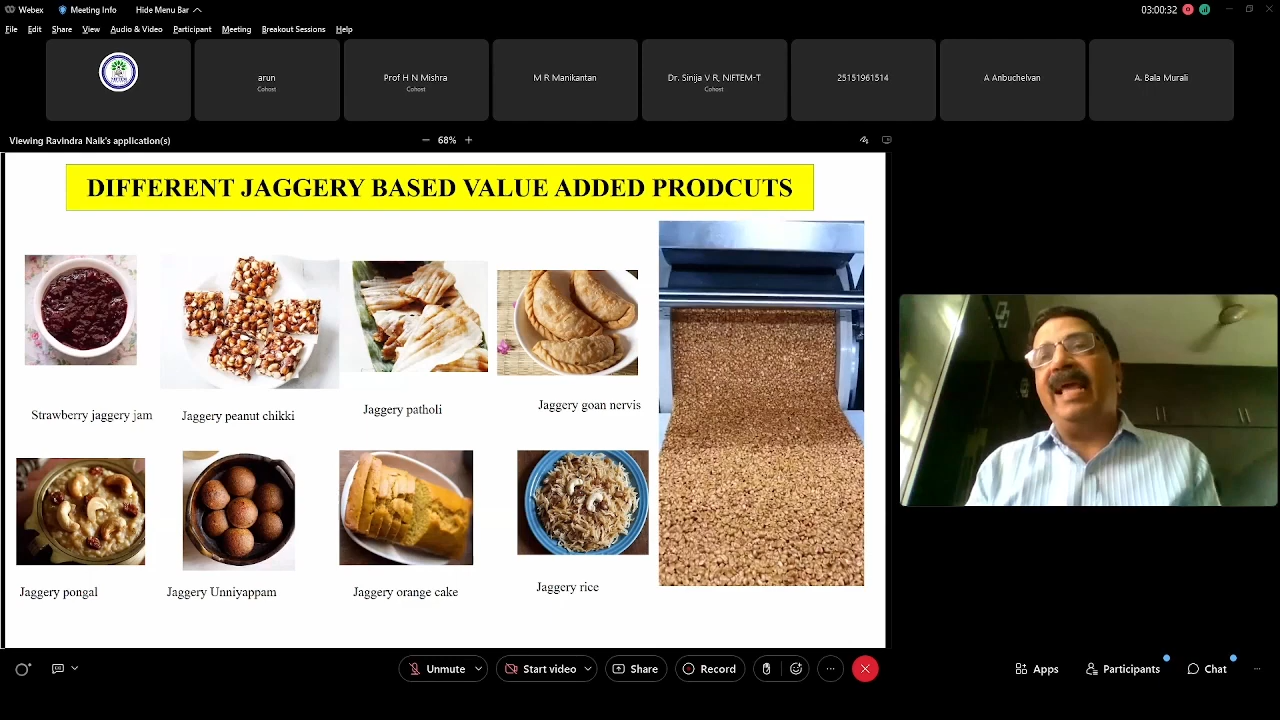 Webex
Meeting Info
Hide Menu Bar
03:00:32
File Edit Share View Audio & Video Participant Meeting Breakout Sessions Help
arun
Cohost
Prof H N Mishra
Cohost
M R Manikantan
Dr. Sinija V R, NIFTEM-T
Cohost
25151961514
A Anbuchelvan
A. Bala Murali
Viewing Ravindra Naik's application(s)
68%
DIFFERENT JAGGERY BASED VALUE ADDED PRODCUTS
Strawberry jaggery jam
Jaggery peanut chikki
Jaggery patholi
Jaggery goan nervis
Jaggery pongal
Jaggery Unniyappam
Jaggery orange cake
Jaggery rice
Unmute
Start video
Share
Record
Apps
Participants
Chat